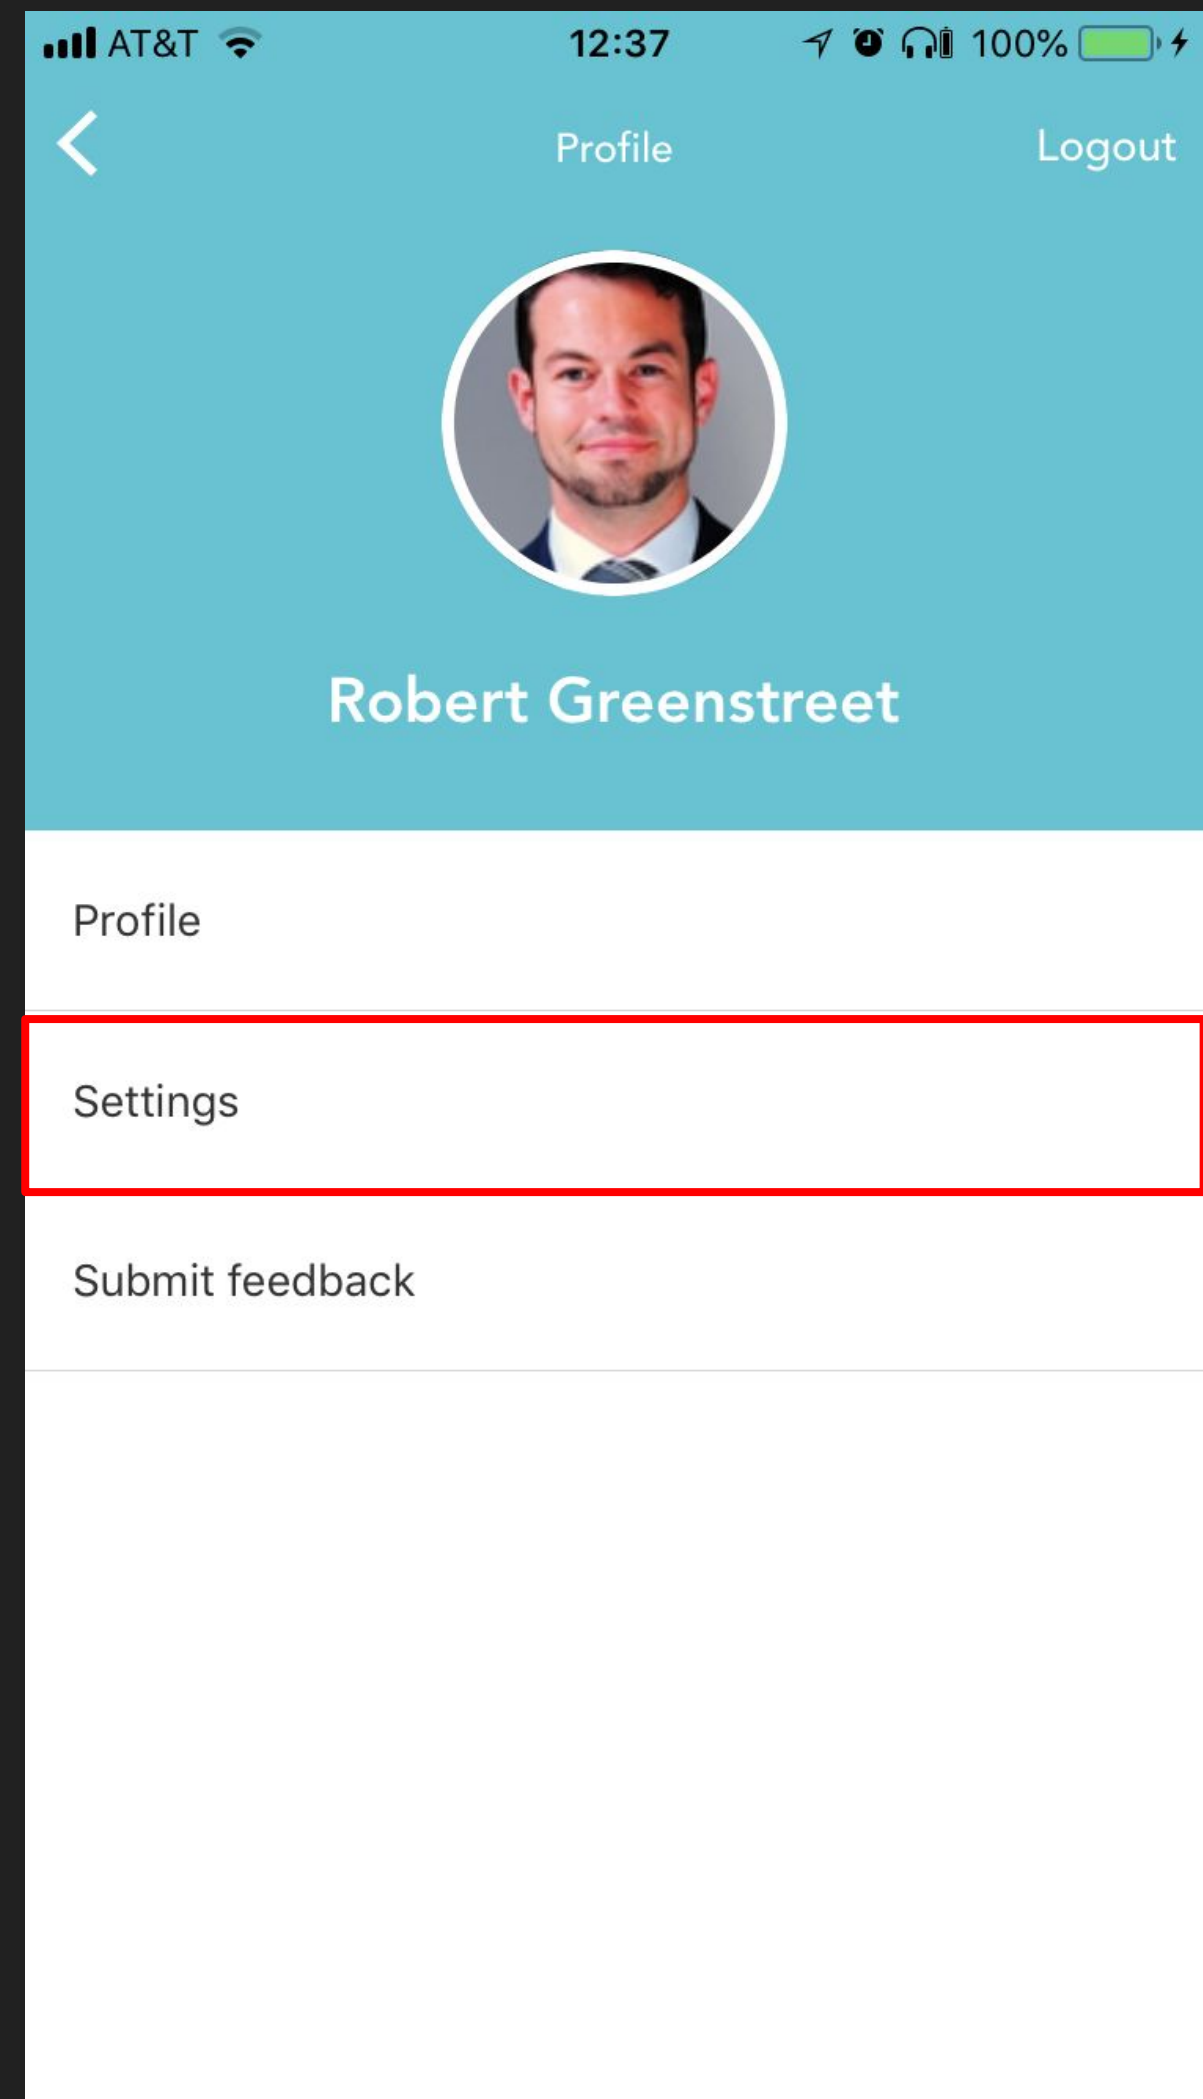 AT&T 12:37 100%
Profile Logout
Robert Greenstreet
Profile
Settings
Submit feedback